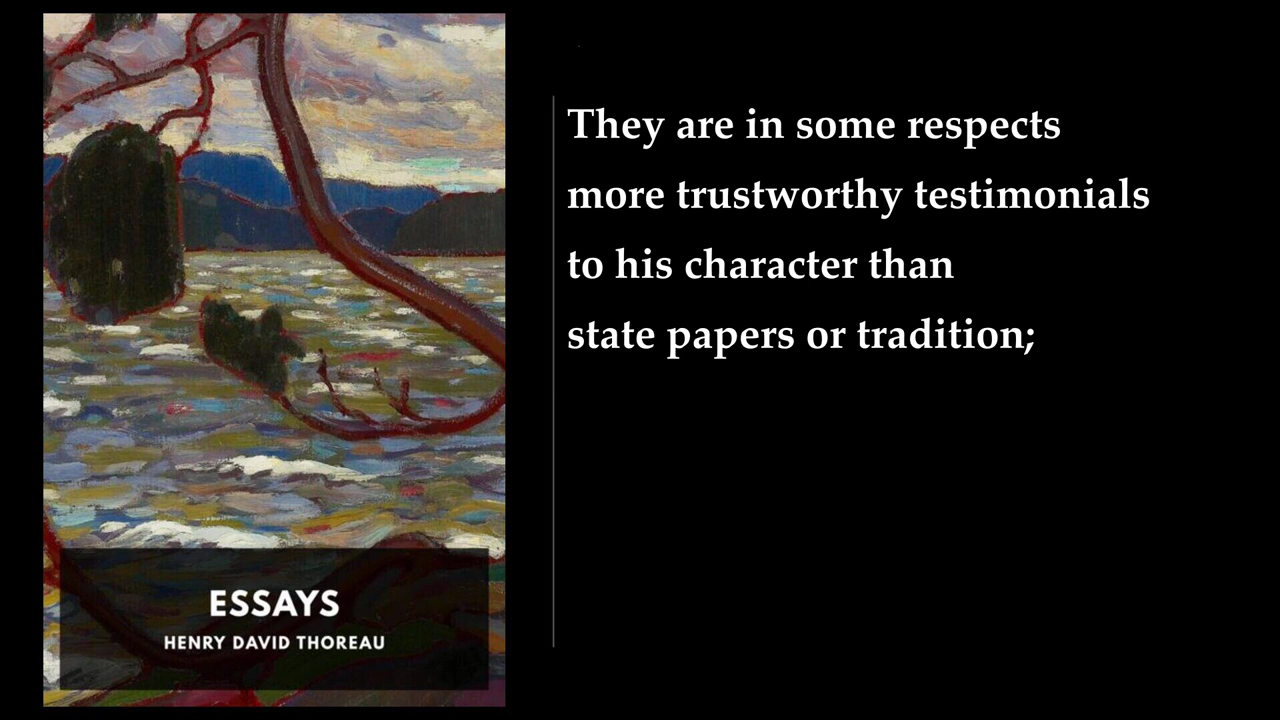 ESSAYS
HENRY DAVID THOREAU
They are in some respects
more trustworthy testimonials
to his character than
state papers or tradition;